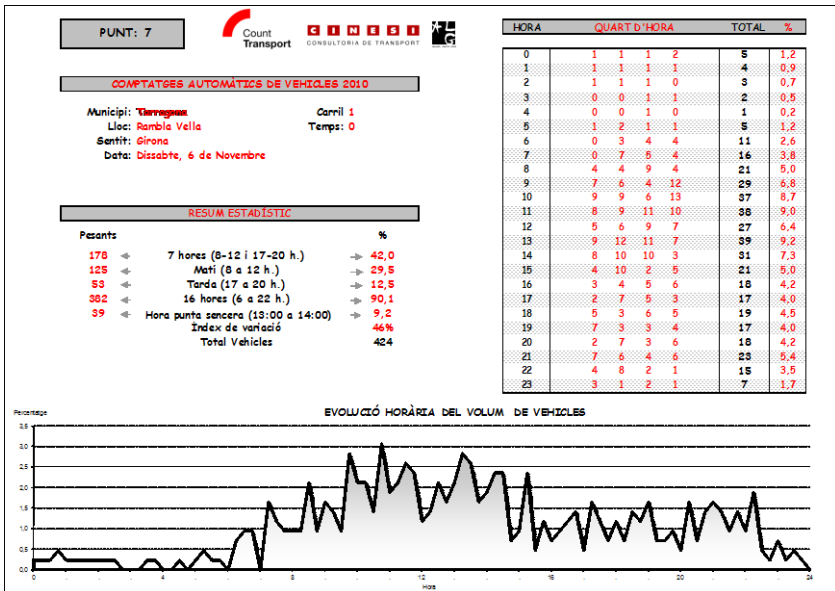 PUNT: 7
Count
Transport
CINESI
CONSULTORIA DE TRANSPORT
COMPTATGES AUTOMÀTICS DE VEHICLES 2010
Municipi: Tarragona Carril 1
Lloc: Rambla Vella Temps: 0
Sentit: Girona
Data: Dissabte, 6 de Novembre
RESUM ESTADÍSTIC
Pesants %
178 7 hores (8-12 i 17-20 h.) 42,0
125 Matí (8 a 12 h.) 29,5
53 Tarda (17 a 20 h.) 12,5
382 16 hores (6 a 22 h.) 90,1
39 Hora punta sencera (13:00 a 14:00) 9,2
Índex de variació 46%
Total Vehicles 424
HORA QUART D'HORA TOTAL %
0 1 1 1 2 5 1,2
1 1 1 1 1 4 0,9
2 1 1 1 0 3 0,7
3 0 0 1 1 2 0,5
4 0 0 1 0 1 0,2
5 1 2 1 1 5 1,2
6 0 3 4 4 11 2,6
7 0 7 5 4 16 3,8
8 4 4 9 4 21 5,0
9 7 6 4 12 29 6,8
10 9 9 6 13 37 8,7
11 8 9 11 10 38 9,0
12 5 6 9 7 27 6,4
13 9 12 11 7 39 9,2
14 8 10 10 3 31 7,3
15 4 10 2 5 21 5,0
16 3 4 5 6 18 4,2
17 2 7 5 3 17 4,0
18 5 3 6 5 19 4,5
19 7 3 3 4 17 4,0
20 2 7 3 6 18 4,2
21 7 6 4 6 23 5,4
22 4 8 2 1 15 3,5
23 3 1 2 1 7 1,7
Percentatge
EVOLUCIÓ HORÀRIA DEL VOLUM DE VEHICLES
3,5
3,0
2,5
2,0
1,5
1,0
0,5
0,0
0 4 8 12 16 20 24
Hora